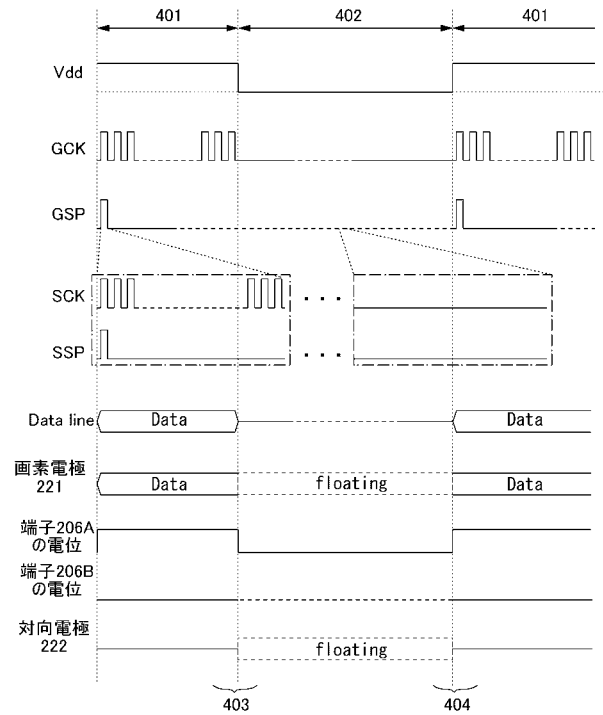 401 402 401
Vdd
GCK
GSP
SCK
SSP
Data line Data Data
画素電極
221 Data floating Data
端子206A
の電位
端子206B
の電位
対向電極
222 floating
403 404